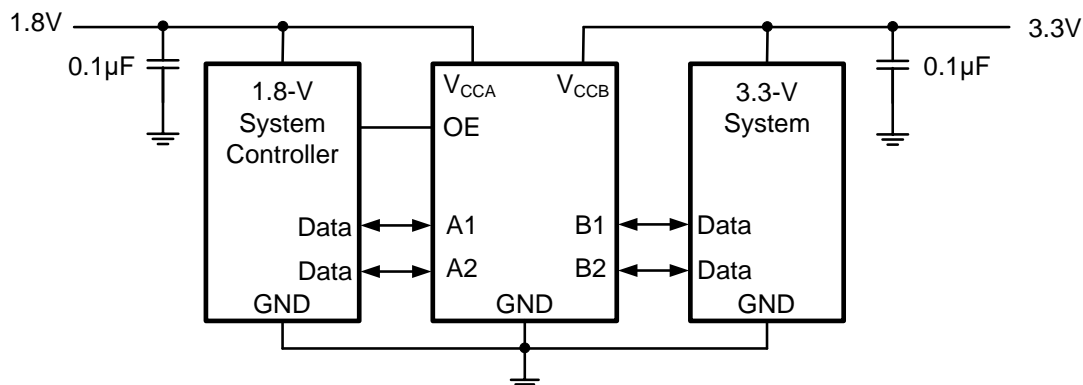 1.8V
3.3V
0.1µF
0.1µF
1.8-V
System
Controller
Data
Data
GND
VCCA
VCCB
OE
A1
B1
A2
B2
GND
3.3-V
System
Data
Data
GND